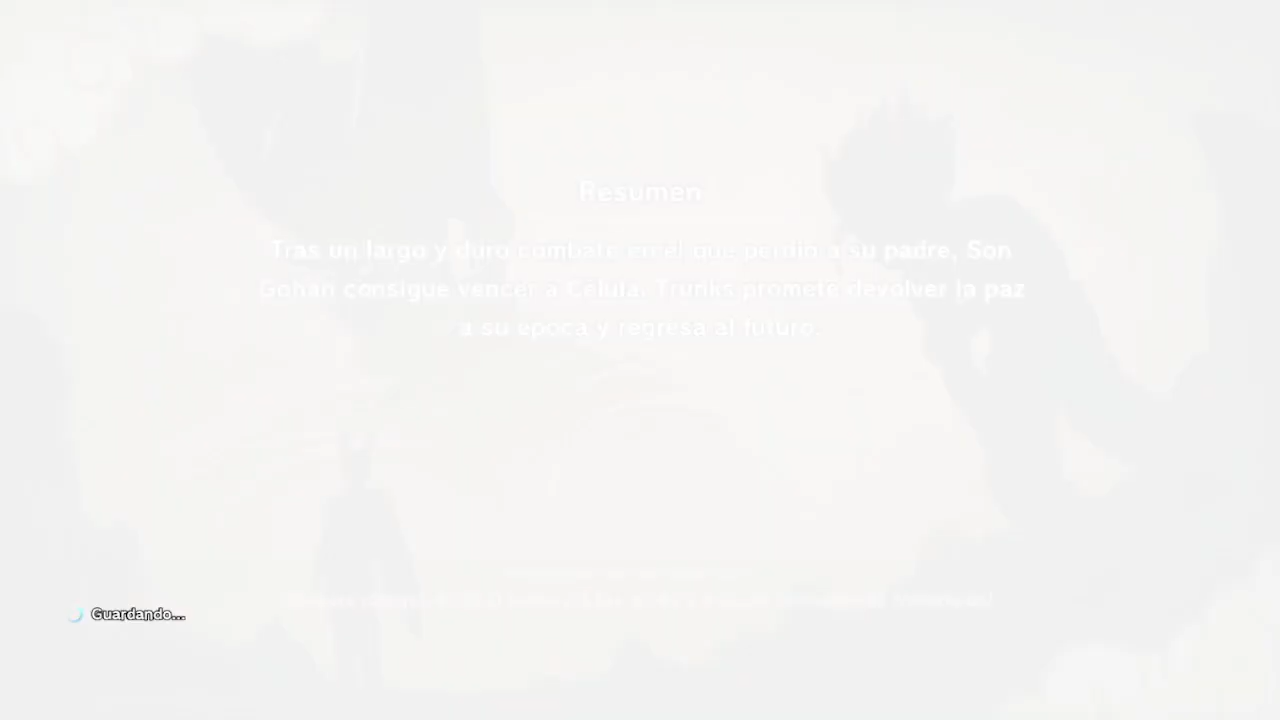 Resumen
Tras un largo y duro combate en el que perdió a su padre, Son
Gohan consigue vencer a Célula. Trunks promete devolver la paz
a su época y regresa al futuro.
Guardando...